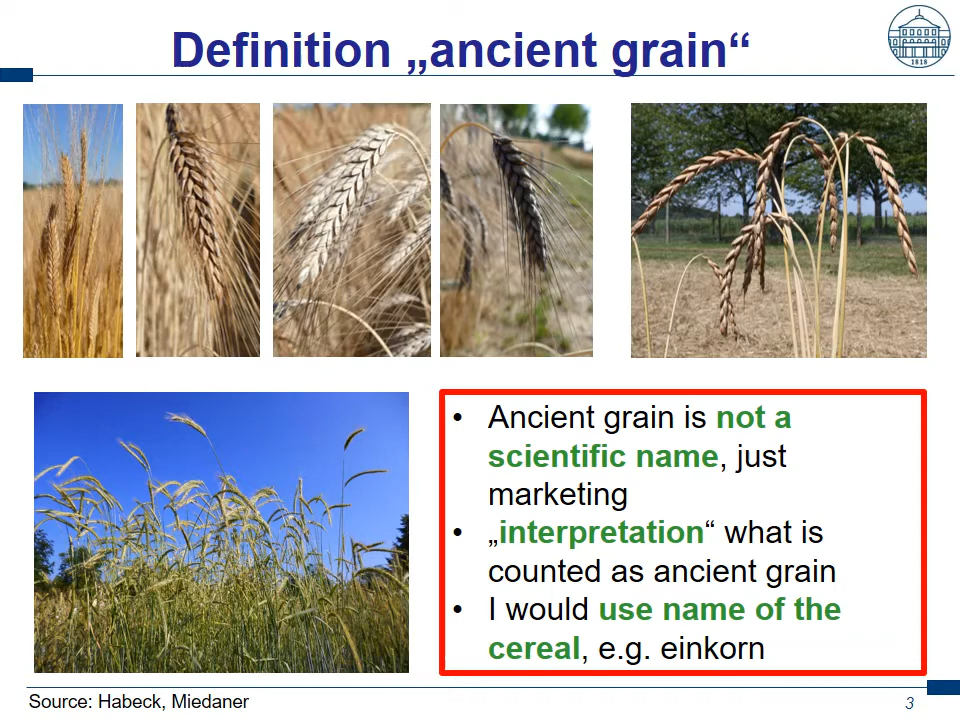 Definition „ancient grain“
1818
• Ancient grain is not a
scientific name, just
marketing
• „interpretation“ what is
counted as ancient grain
• I would use name of the
cereal, e.g. einkorn
Source: Habeck, Miedaner
3